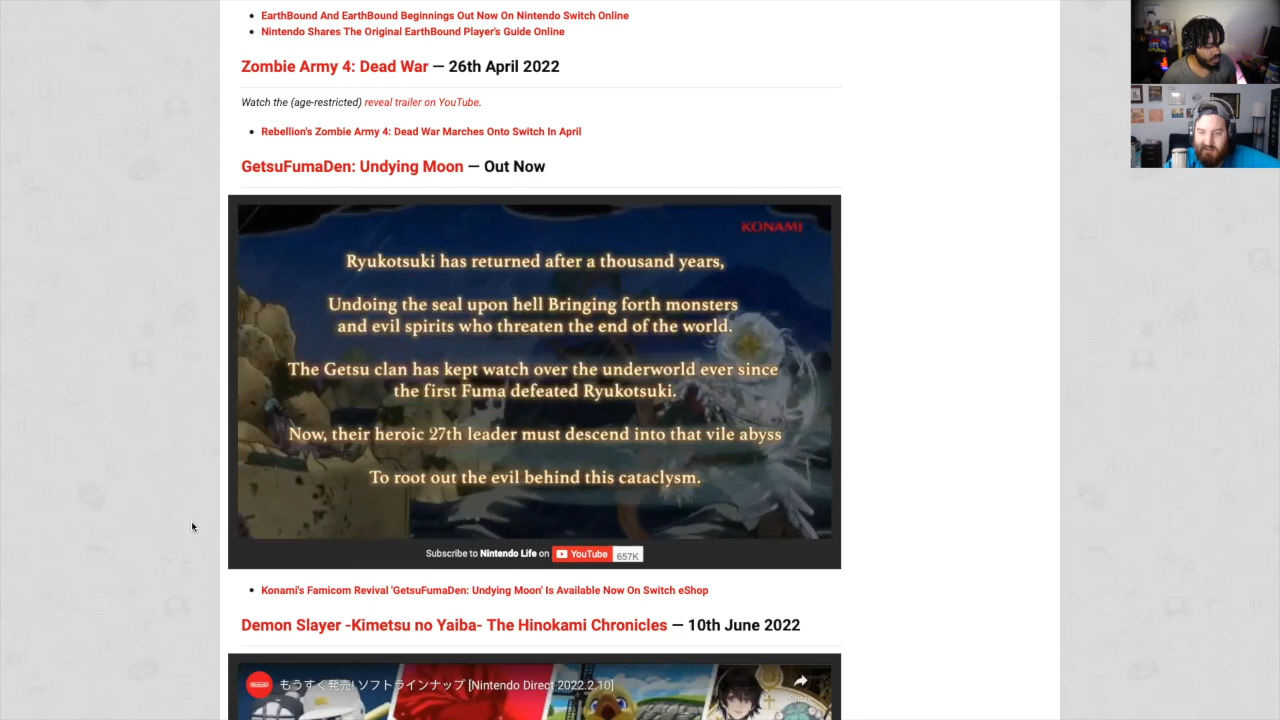 EarthBound And EarthBound Beginnings Out Now On Nintendo Switch Online
Nintendo Shares The Original EarthBound Player's Guide Online
Zombie Army 4: Dead War — 26th April 2022
Watch the (age-restricted) reveal trailer on YouTube.
Rebellion's Zombie Army 4: Dead War Marches Onto Switch In April
GetsuFumaDen: Undying Moon — Out Now
KONAMI
Ryukotsuki has returned after a thousand years,
Undoing the seal upon hell Bringing forth monsters
and evil spirits who threaten the end of the world.
The Getsu clan has kept watch over the underworld ever since
the first Fuma defeated Ryukotsuki.
Now, their heroic 27th leader must descend into that vile abyss
To root out the evil behind this cataclysm.
Subscribe to Nintendo Life on YouTube 657K
Konami's Famicom Revival 'GetsuFumaDen: Undying Moon' Is Available Now On Switch eShop
Demon Slayer -Kimetsu no Yaiba- The Hinokami Chronicles — 10th June 2022
もうすぐ発売! ソフトラインナップ [Nintendo Direct 2022.2.10]
Share